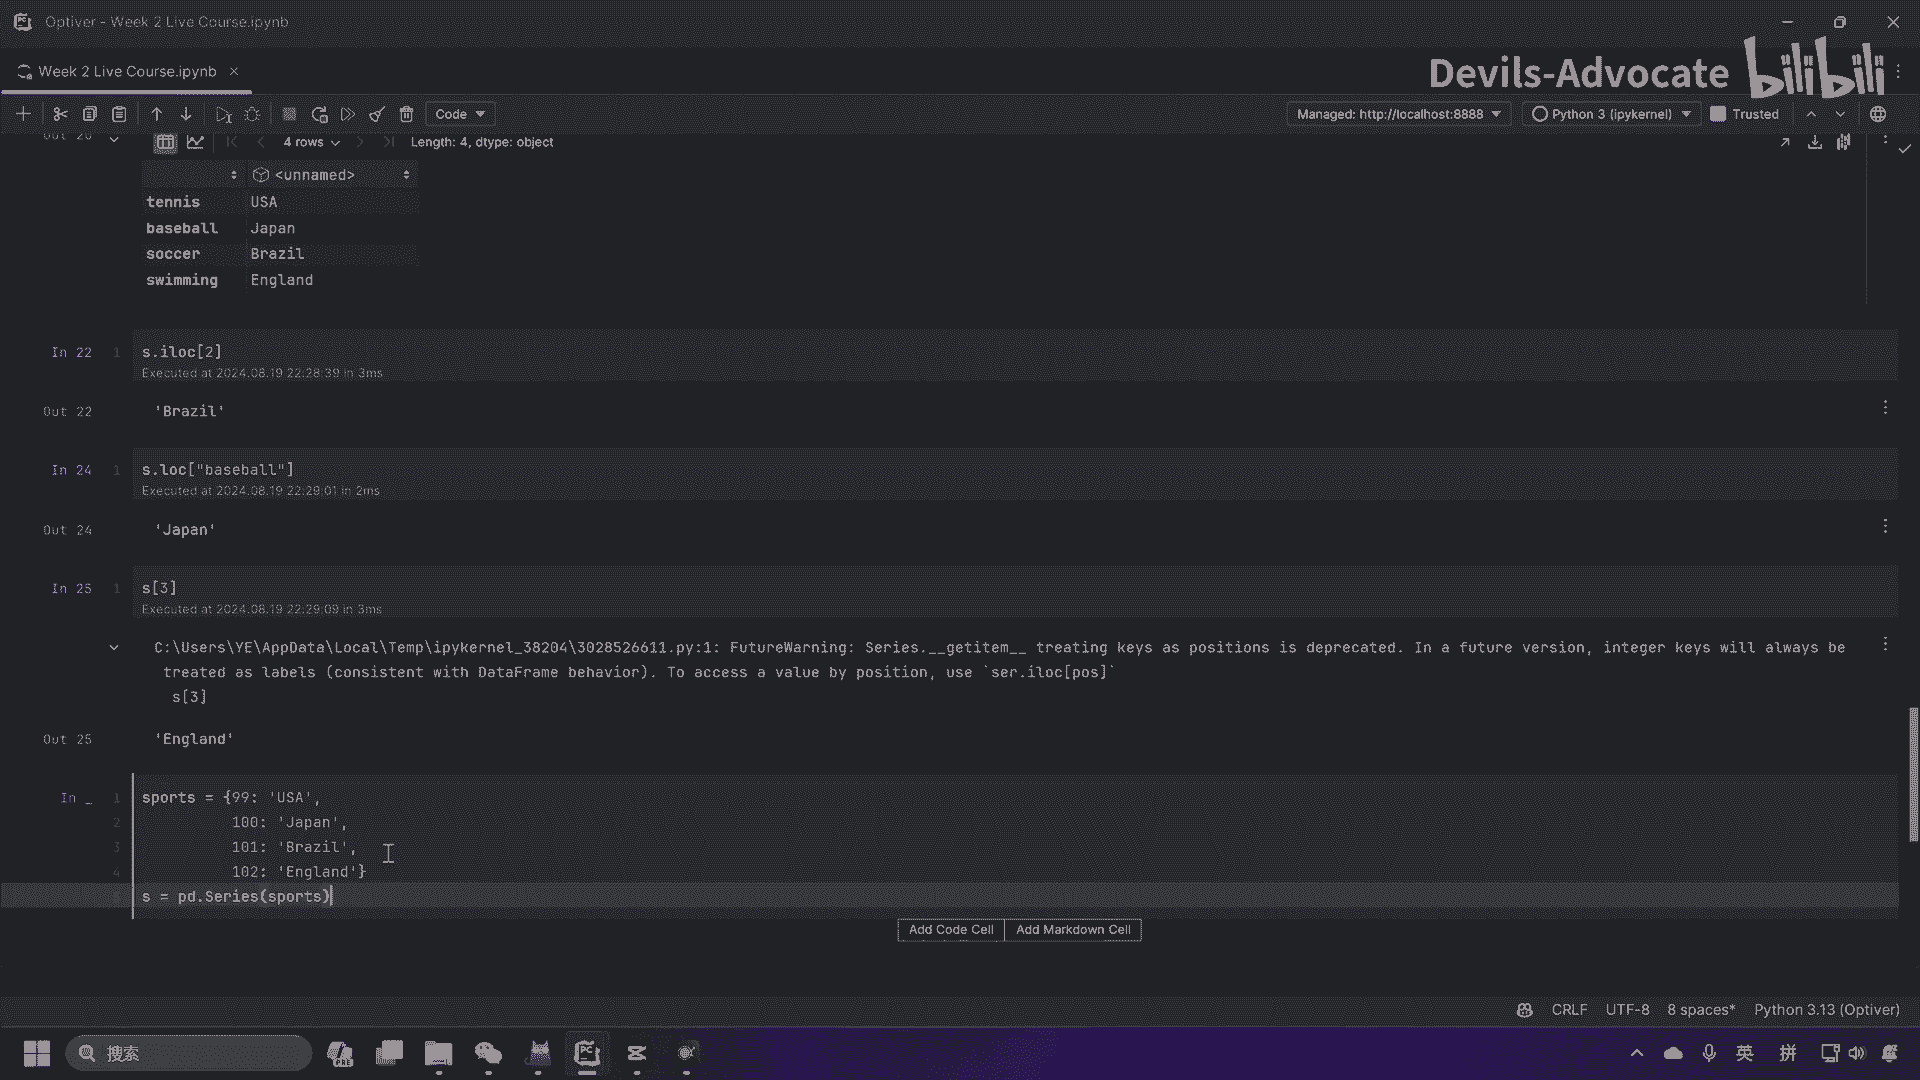 Optiver - Week 2 Live Course.ipynb
Week 2 Live Course.ipynb
Devils-Advocate bilibili
Code
Managed: http://localhost:8888
Python 3 (ipykernel)
Trusted
Out 20
4 rows
Length: 4, dtype: object
<unnamed>
tennis USA
baseball Japan
soccer Brazil
swimming England
In 22 1 s.iloc[2]
Executed at 2024.08.19 22:28:39 in 3ms
Out 22 'Brazil'
In 24 1 s.loc["baseball"]
Executed at 2024.08.19 22:29:01 in 2ms
Out 24 'Japan'
In 25 1 s[3]
Executed at 2024.08.19 22:29:09 in 3ms
C:\Users\YE\AppData\Local\Temp\ipykernel_38204\3028526611.py:1: FutureWarning: Series.__getitem__ treating keys as positions is deprecated. In a future version, integer keys will always be
treated as labels (consistent with DataFrame behavior). To access a value by position, use `ser.iloc[pos]`
s[3]
Out 25 'England'
In _ 1 sports = {99: 'USA',
2 100: 'Japan',
3 101: 'Brazil',
4 102: 'England'}
s = pd.Series(sports)
Add Code Cell Add Markdown Cell
CRLF UTF-8 8 spaces* Python 3.13 (Optiver)
搜索
英 拼